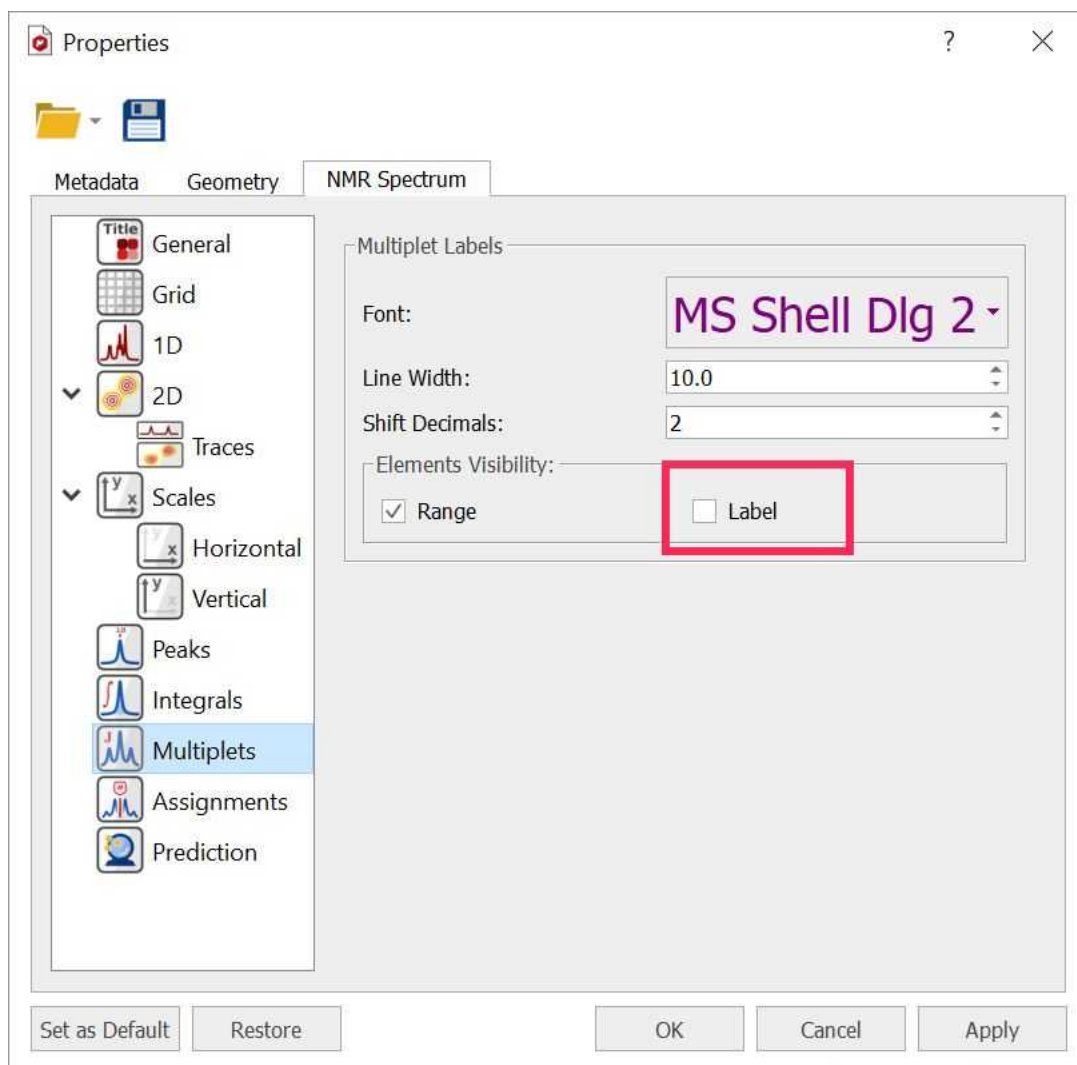 Properties
?
Metadata
Geometry
NMR Spectrum
Title
General
Grid
1D
2D
Traces
y x
Scales
y x
Horizontal
y x
Vertical
Peaks
Integrals
J
Multiplets
Assignments
Prediction
Multiplet Labels
Font:
MS Shell Dlg 2
Line Width:
10.0
Shift Decimals:
2
Elements Visibility:
Range
Label
Set as Default
Restore
OK
Cancel
Apply